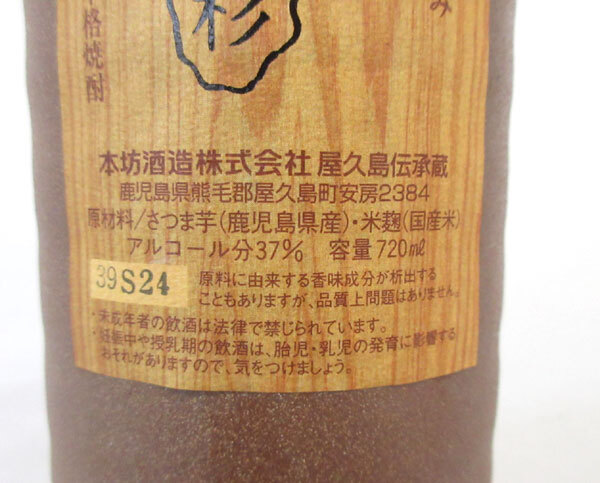 み
杉
格焼酎
本坊酒造株式会社 屋久島伝承蔵
鹿児島県熊毛郡屋久島町安房2384
原材料/さつま芋(鹿児島県産)・米麹(国産米)
アルコール分37% 容量720ml
39S24
原料に由来する香味成分が析出する
こともありますが、品質上問題はありません。
・未成年者の飲酒は法律で禁じられています。
・妊娠中や授乳期の飲酒は、胎児・乳児の発育に影響する
おそれがありますので、気をつけましょう。